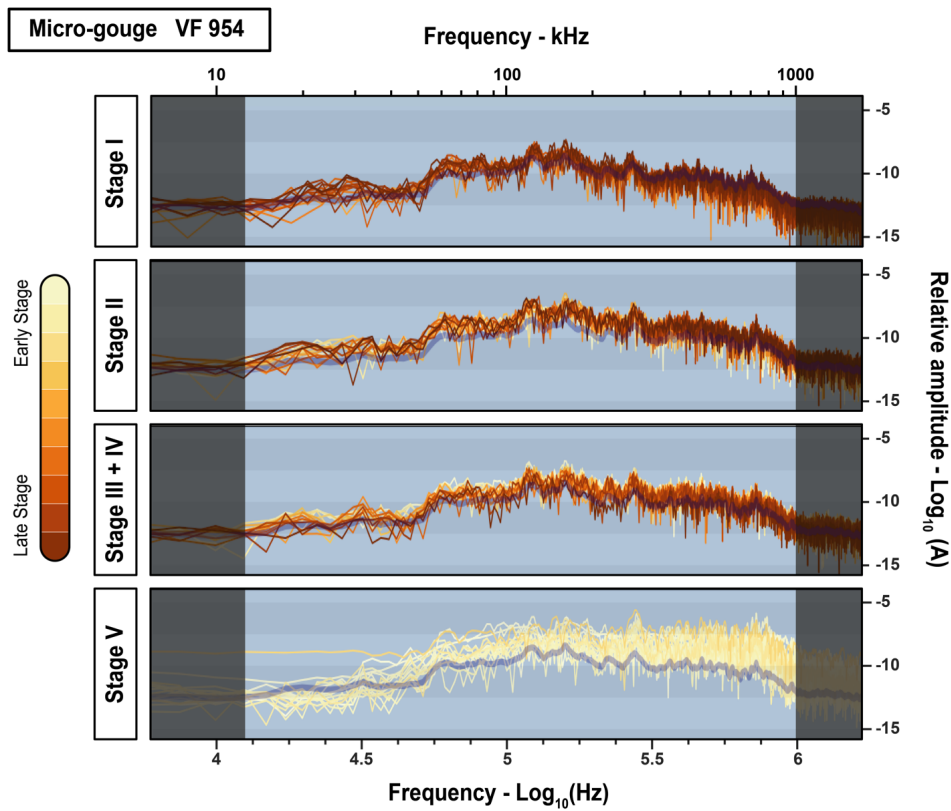 Micro-gouge VF 954
Frequency - kHz
10 100 1000
Stage I
-5
-10
-15
Stage II
-5
-10
-15
Stage III + IV
-5
-10
-15
Stage V
-5
-10
-15
Early Stage
Late Stage
Relative amplitude - Log10 (A)
4 4.5 5 5.5 6
Frequency - Log10(Hz)